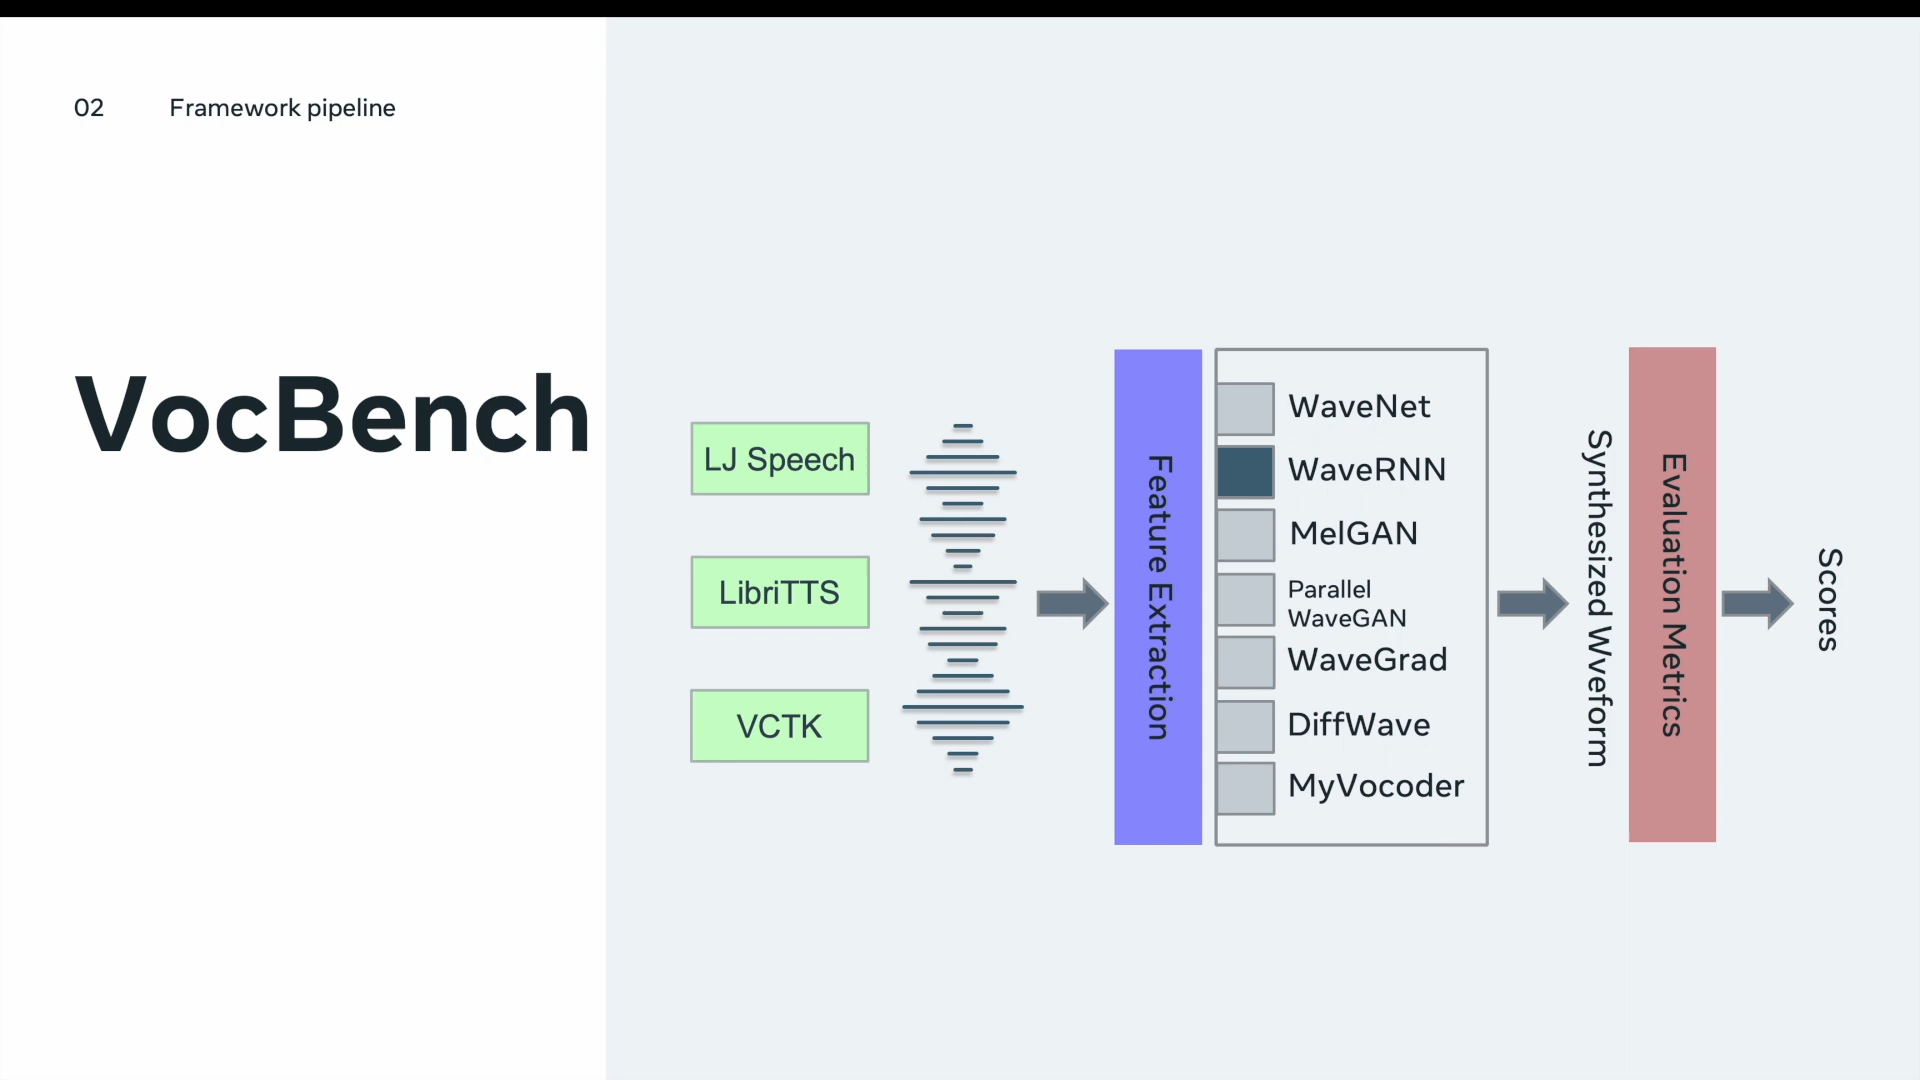 02 Framework pipeline
VocBench
LJ Speech
LibriTTS
VCTK
Feature Extraction
WaveNet
WaveRNN
MelGAN
Parallel
WaveGAN
WaveGrad
DiffWave
MyVocoder
Synthesized Wveform
Evaluation Metrics
Scores